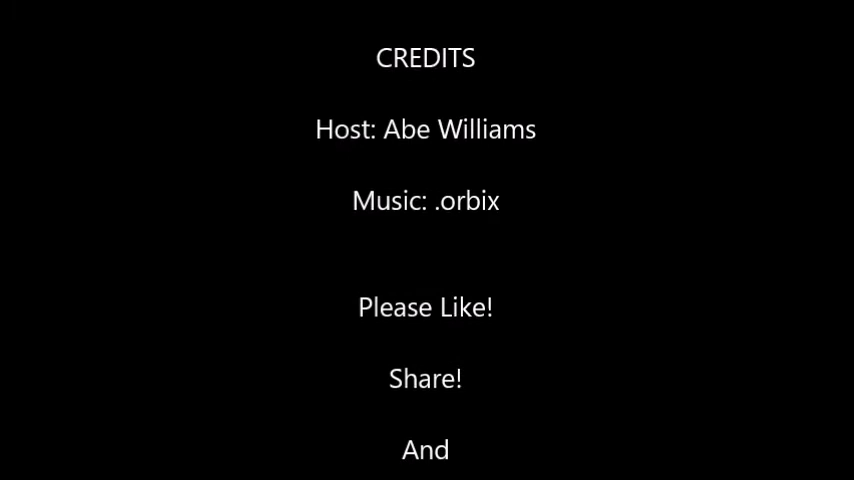 CREDITS
Host: Abe Williams
Music: .orbix
Please Like!
Share!
And